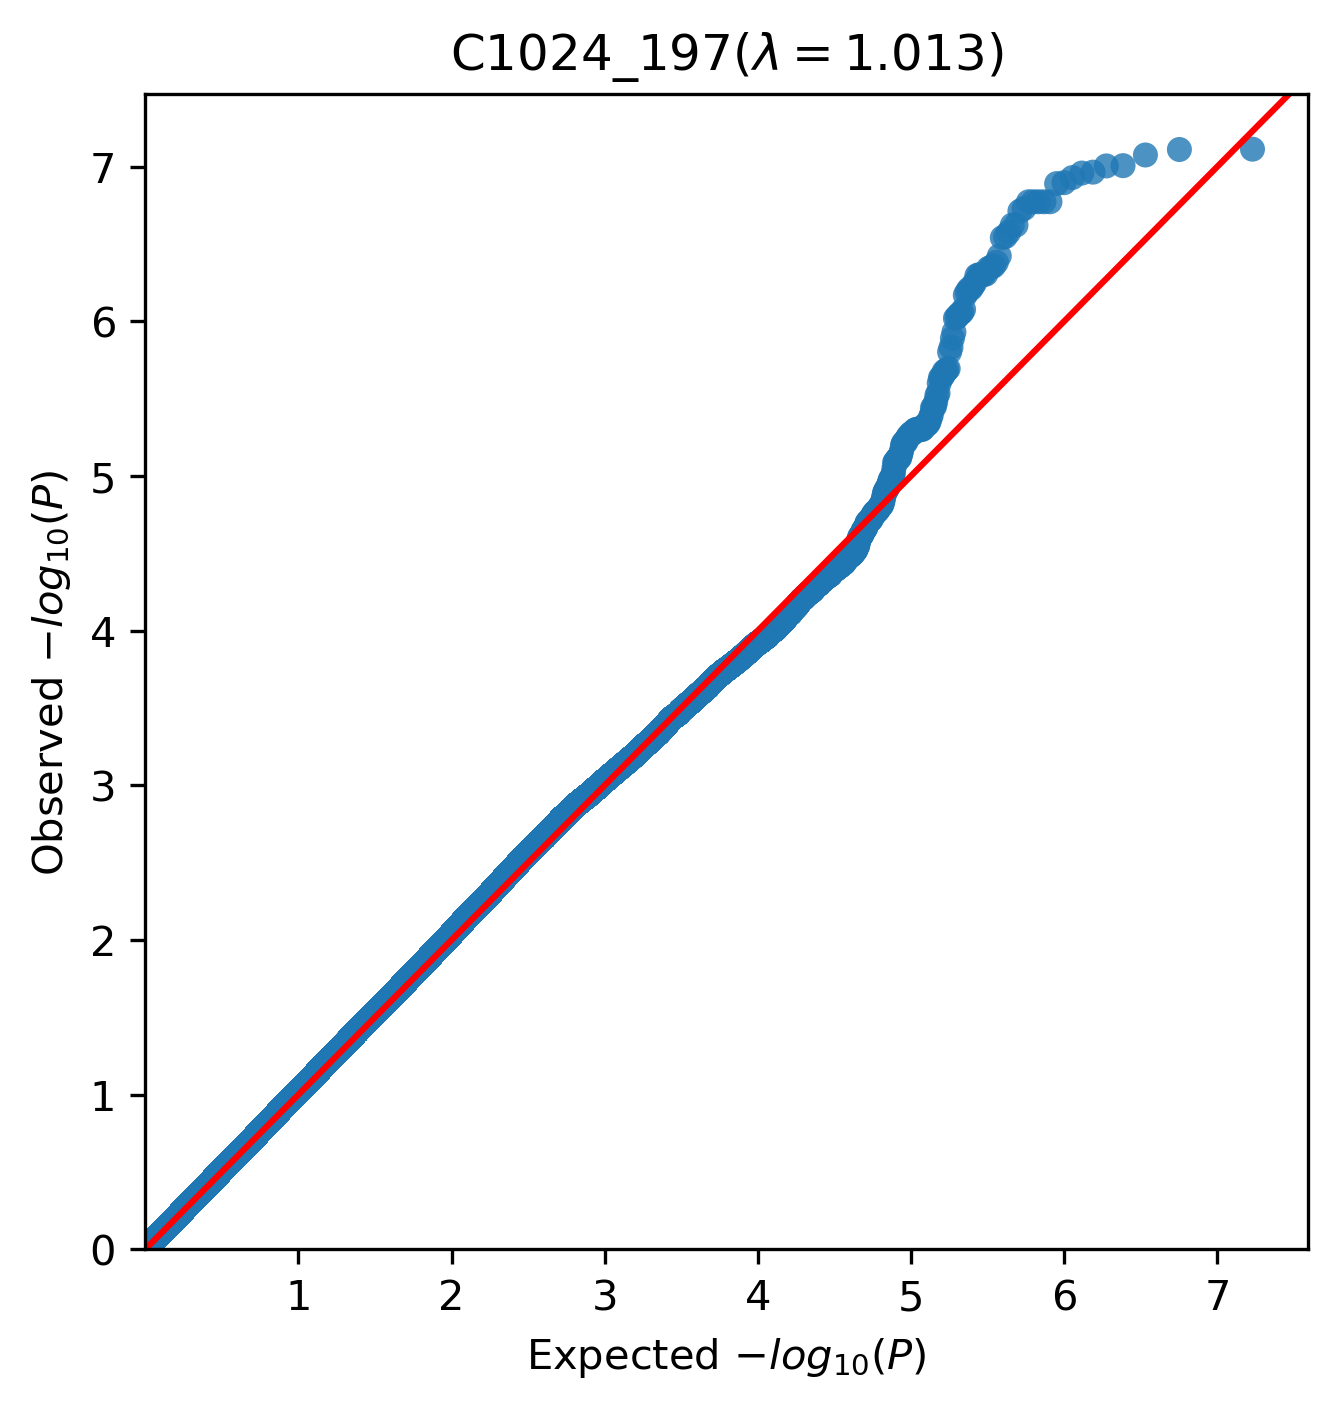 C1024_197(λ = 1.013)
Observed −log₁₀(P)
7
6
5
4
3
2
1
0
1 2 3 4 5 6 7
Expected −log₁₀(P)